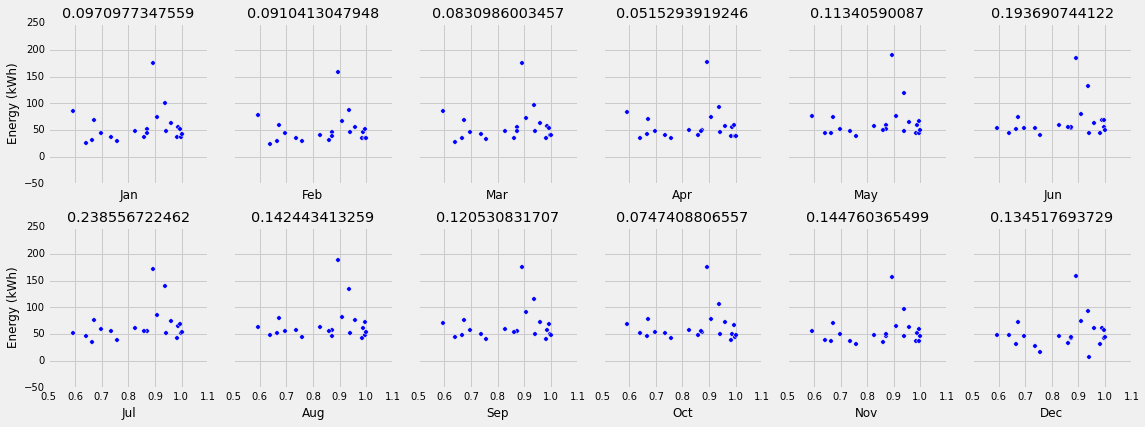 0.0970977347559 0.0910413047948 0.0830986003457 0.0515293919246 0.11340590087 0.193690744122
250
200
150
100
50
0
−50
Energy (kWh)
Jan Feb Mar Apr May Jun
0.238556722462 0.142443413259 0.120530831707 0.0747408806557 0.144760365499 0.134517693729
250
200
150
100
50
0
−50
Energy (kWh)
0.5 0.6 0.7 0.8 0.9 1.0 1.1 0.5 0.6 0.7 0.8 0.9 1.0 1.1 0.5 0.6 0.7 0.8 0.9 1.0 1.1 0.5 0.6 0.7 0.8 0.9 1.0 1.1 0.5 0.6 0.7 0.8 0.9 1.0 1.1 0.5 0.6 0.7 0.8 0.9 1.0 1.1
Jul Aug Sep Oct Nov Dec